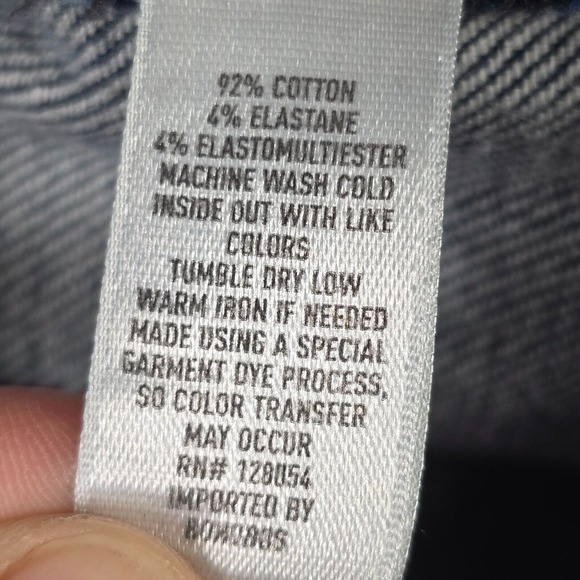 92% COTTON
4% ELASTANE
4% ELASTOMULTIESTER
MACHINE WASH COLD
INSIDE OUT WITH LIKE
COLORS
TUMBLE DRY LOW
WARM IRON IF NEEDED
MADE USING A SPECIAL
GARMENT DYE PROCESS,
SO COLOR TRANSFER
MAY OCCUR
RN# 128054
IMPORTED BY